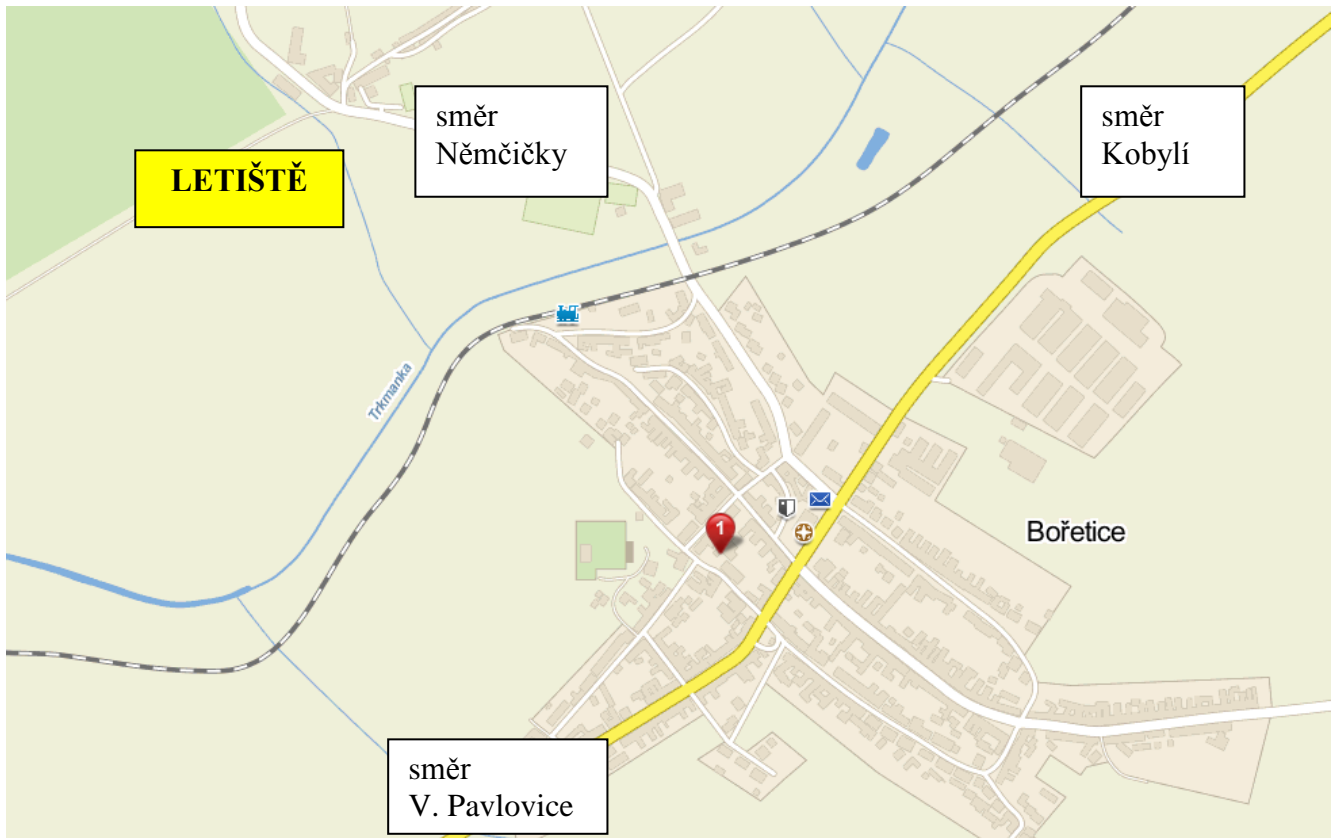 směr
Němčičky
směr
Kobylí
LETIŠTĚ
Trkmanka
1
Bořetice
směr
V. Pavlovice